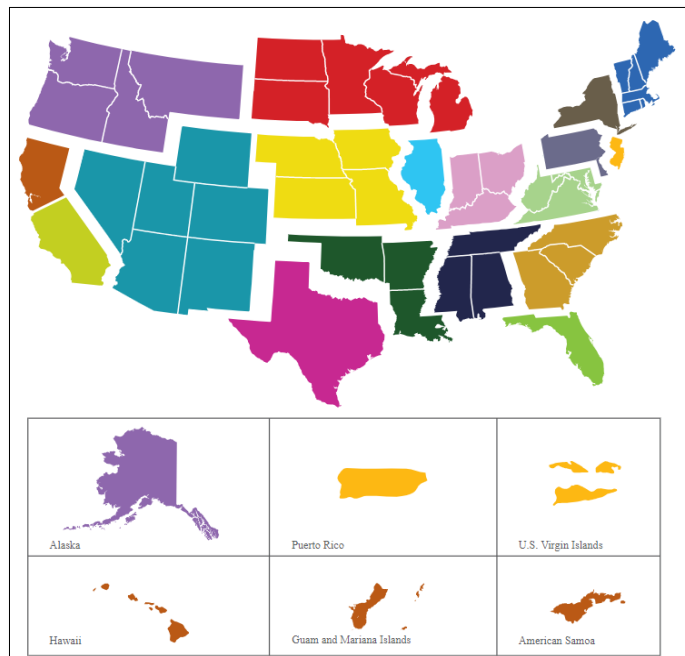 Alaska
Puerto Rico
U.S. Virgin Islands
Hawaii
Guam and Mariana Islands
American Samoa